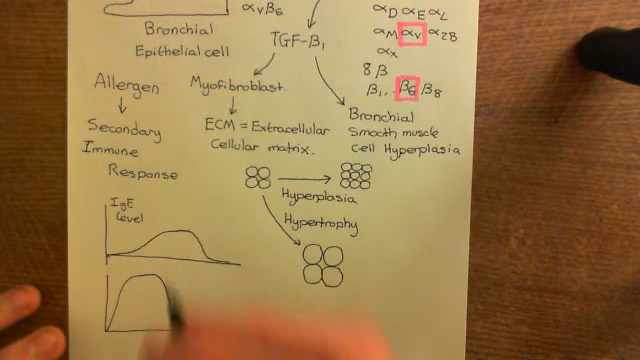 αvβ6
αD αE αL
αM αv α2B
αx
8 β
β1, .. β6 β8
Bronchial
Epithelial cell
TGF-β1
Allergen
Myofibroblast.
Secondary
Immune
Response
ECM = Extracellular
Cellular matrix.
Bronchial
Smooth muscle
Cell Hyperplasia
Hyperplasia
Hypertrophy
IgE
level